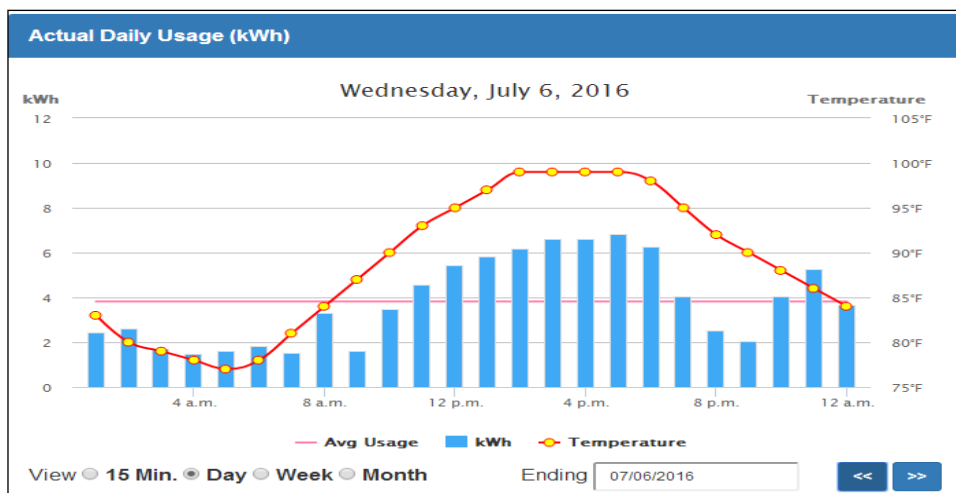 Actual Daily Usage (kWh)
Wednesday, July 6, 2016
kWh
Temperature
12
105°F
10
100°F
8
95°F
6
90°F
4
85°F
2
80°F
0
75°F
4 a.m.
8 a.m.
12 p.m.
4 p.m.
8 p.m.
12 a.m.
Avg Usage kWh Temperature
View 15 Min. Day Week Month Ending 07/06/2016 << >>